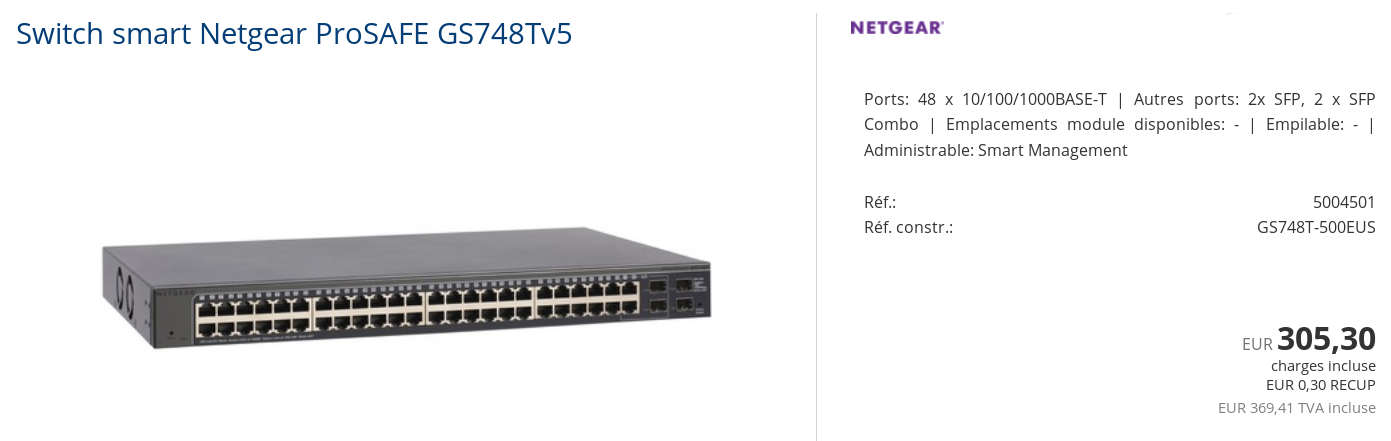 Switch smart Netgear ProSAFE GS748Tv5
NETGEAR
Ports: 48 x 10/100/1000BASE-T | Autres ports: 2x SFP, 2 x SFP
Combo | Emplacements module disponibles: - | Empilable: - |
Administrable: Smart Management
Réf.: 5004501
Réf. constr.: GS748T-500EUS
NETGEAR
EUR 305,30
charges incluse
EUR 0,30 RECUP
EUR 369,41 TVA incluse